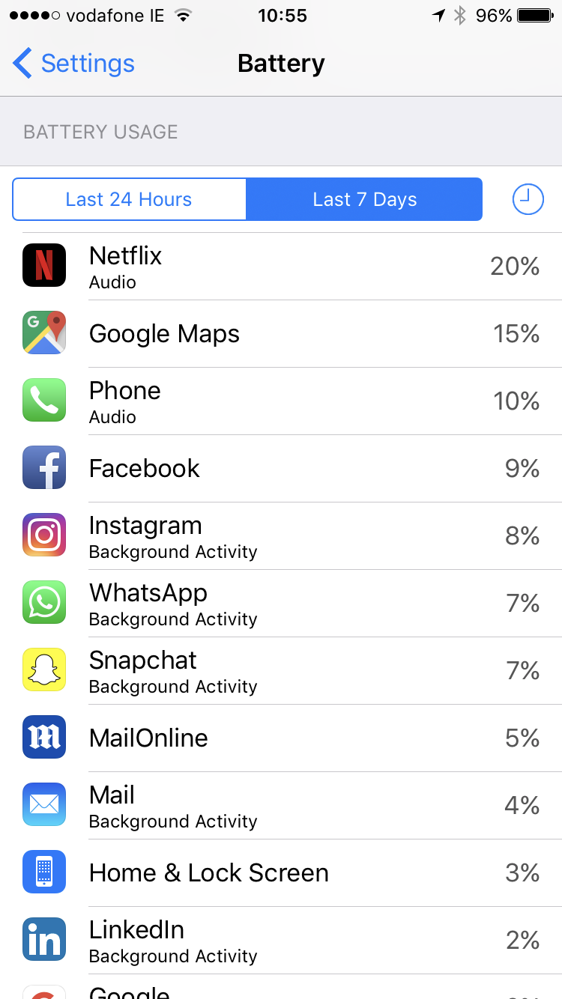 vodafone IE 10:55 96%
Settings Battery
BATTERY USAGE
Last 24 Hours Last 7 Days
Netflix 20%
Audio
G
Google Maps 15%
Phone 10%
Audio
Facebook 9%
Instagram 8%
Background Activity
WhatsApp 7%
Background Activity
Snapchat 7%
Background Activity
MailOnline 5%
Mail 4%
Background Activity
Home & Lock Screen 3%
in
LinkedIn 2%
Background Activity
Google